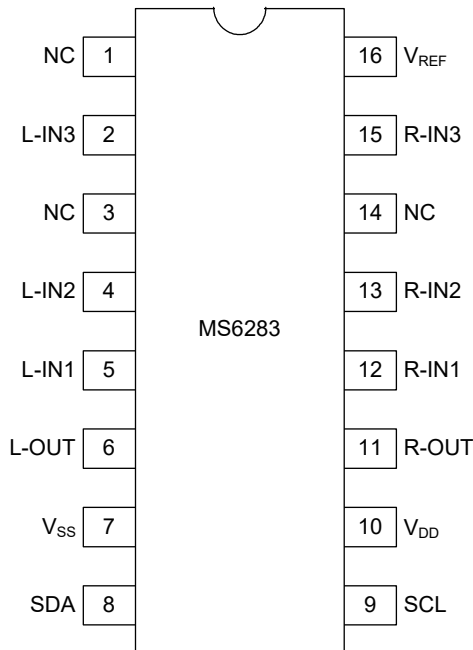 NC 1 16 VREF
L-IN3 2 15 R-IN3
NC 3 14 NC
L-IN2 4 13 R-IN2
MS6283
L-IN1 5 12 R-IN1
L-OUT 6 11 R-OUT
VSS 7 10 VDD
SDA 8 9 SCL